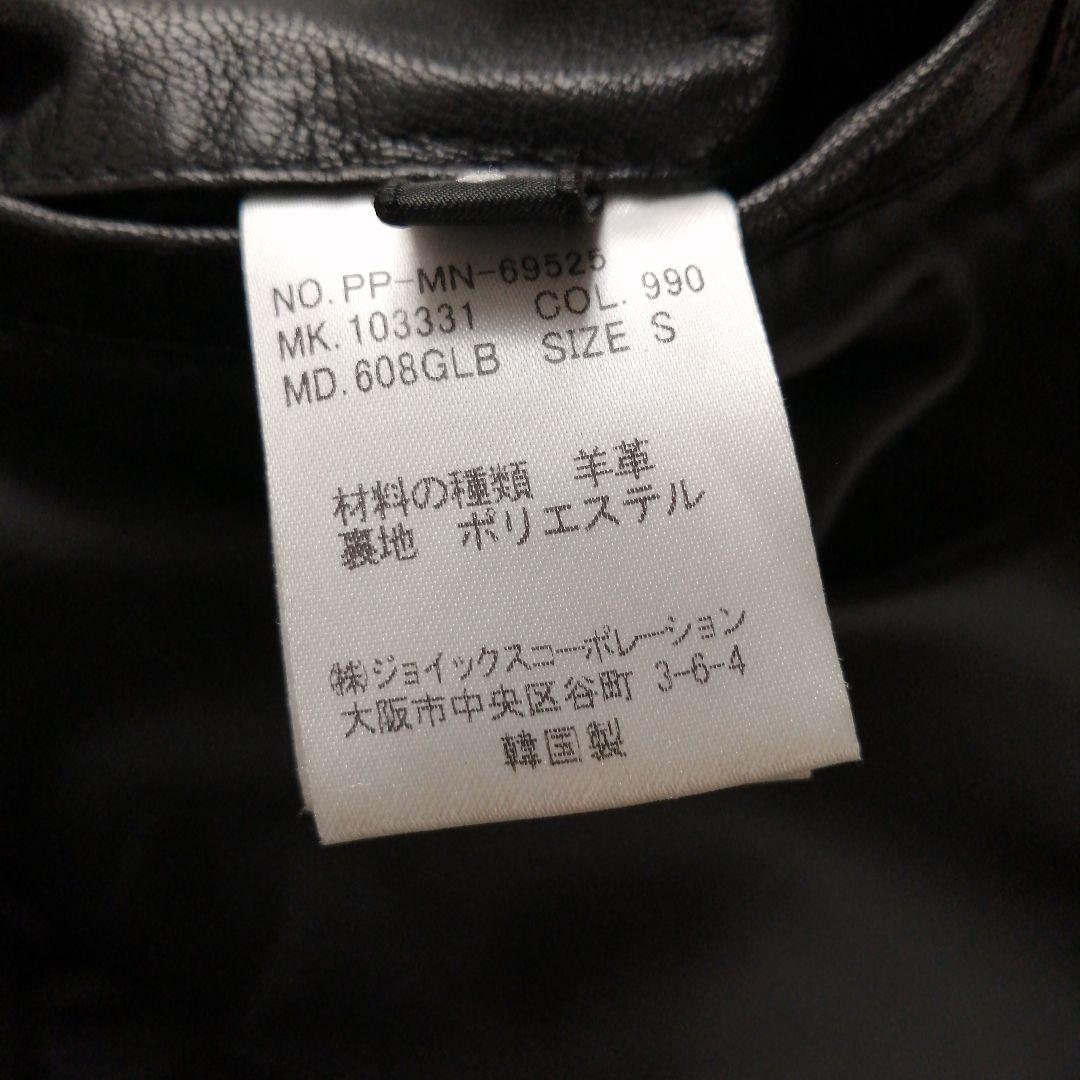 NO. PP-MN-69525
MK. 103331 COL. 990
MD. 608GLB SIZE S
材料の種類 羊革
裏地 ポリエステル
㈱ジョイックスコーポレーション
大阪市中央区谷町 3-6-4
韓国製